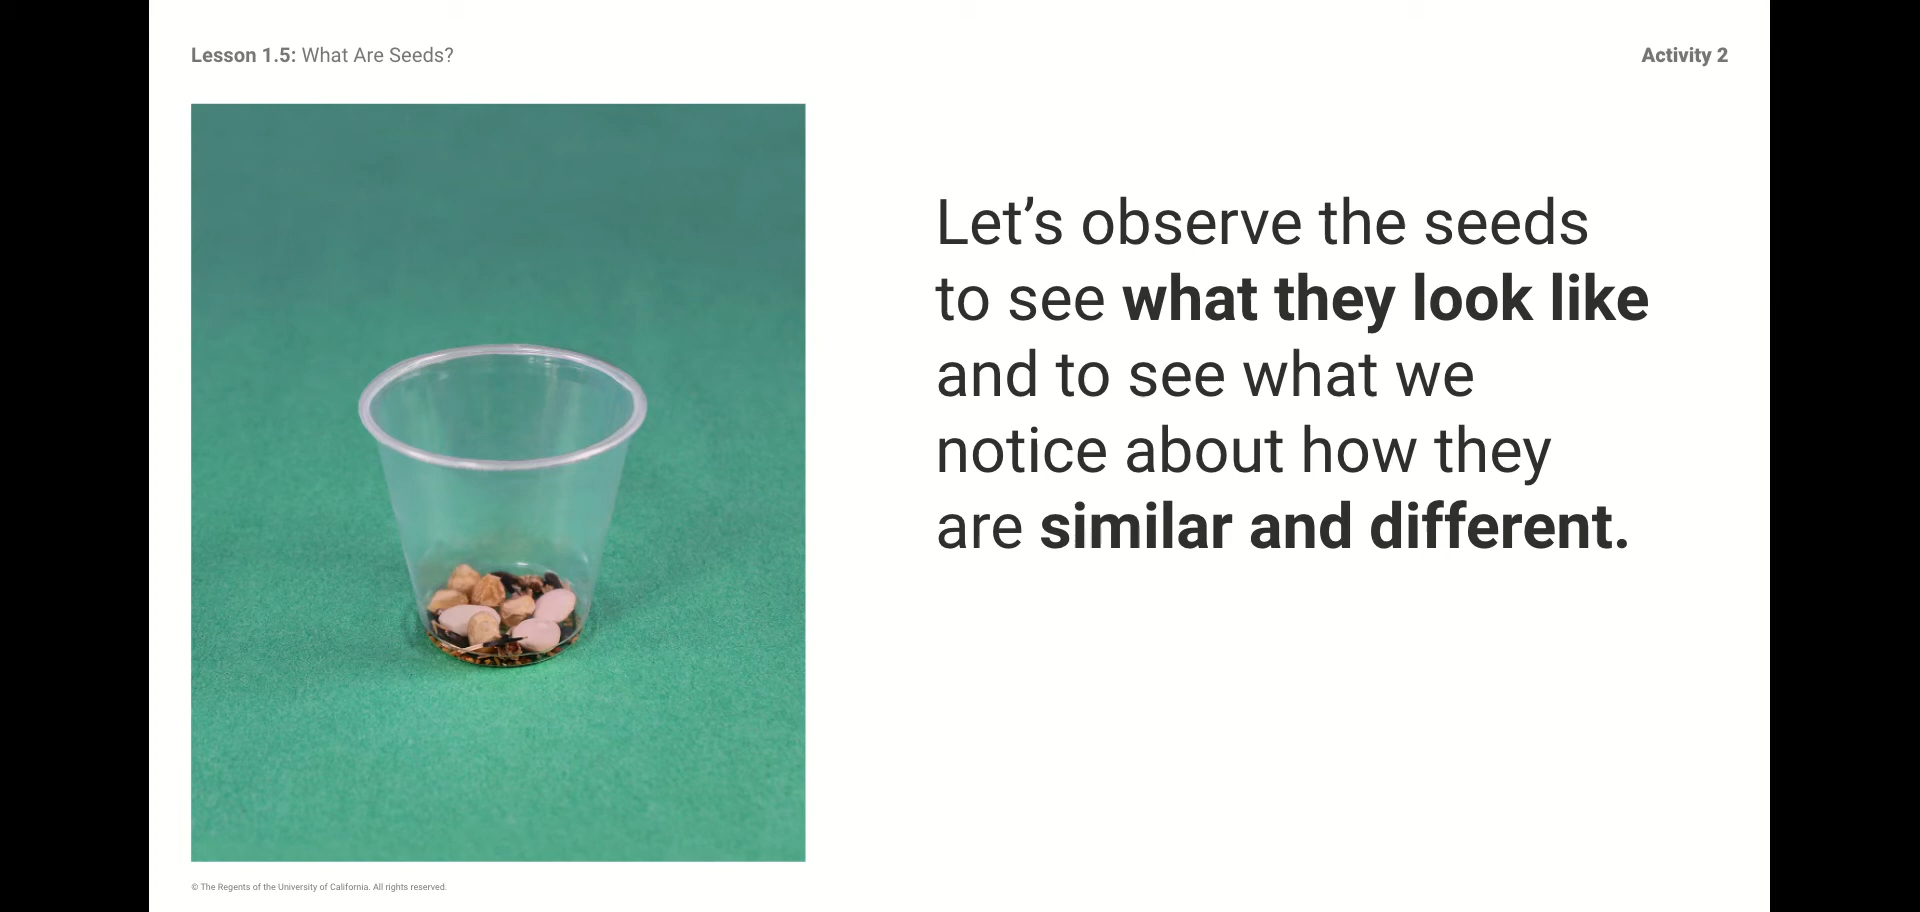 Lesson 1.5: What Are Seeds?
Activity 2
Let’s observe the seeds
to see what they look like
and to see what we
notice about how they
are similar and different.
© The Regents of the University of California. All rights reserved.